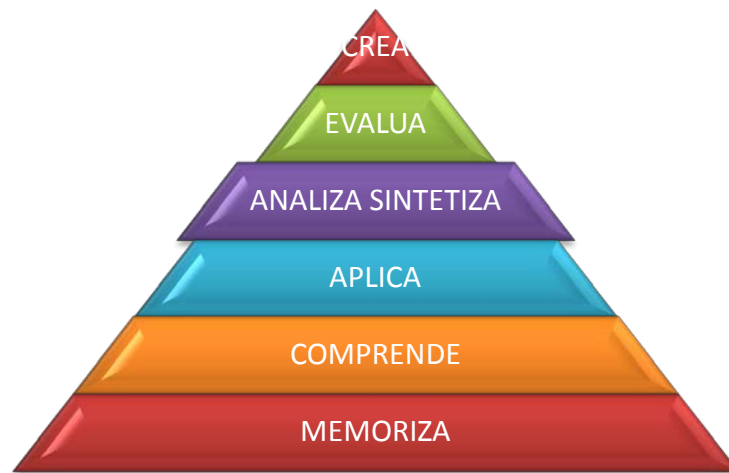 CREA
EVALUA
ANALIZA SINTETIZA
APLICA
COMPRENDE
MEMORIZA